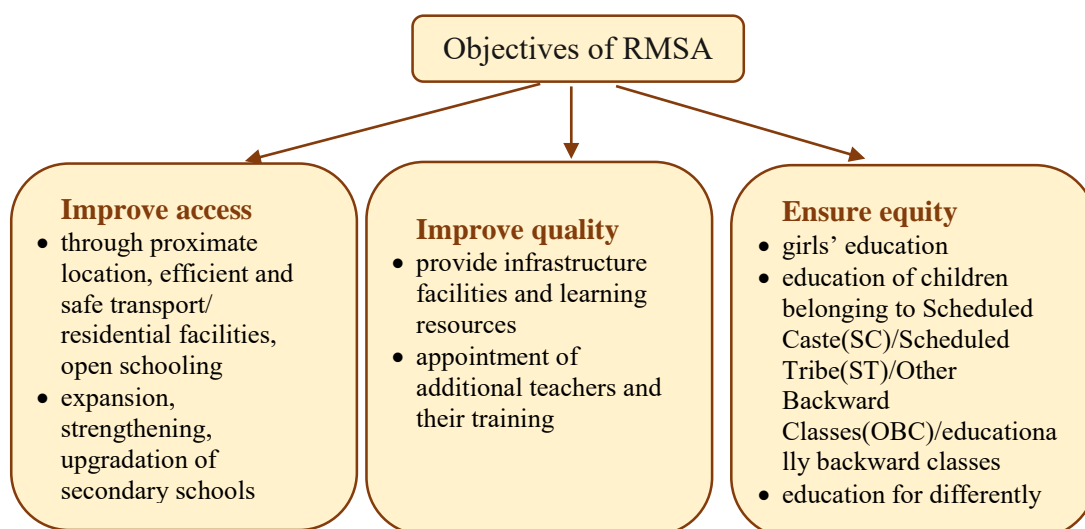 Objectives of RMSA
Improve access
• through proximate
location, efficient and
safe transport/
residential facilities,
open schooling
• expansion,
strengthening,
upgradation of
secondary schools
Improve quality
• provide infrastructure
facilities and learning
resources
• appointment of
additional teachers and
their training
Ensure equity
• girls’ education
• education of children
belonging to Scheduled
Caste(SC)/Scheduled
Tribe(ST)/Other
Backward
Classes(OBC)/educationa
lly backward classes
• education for differently